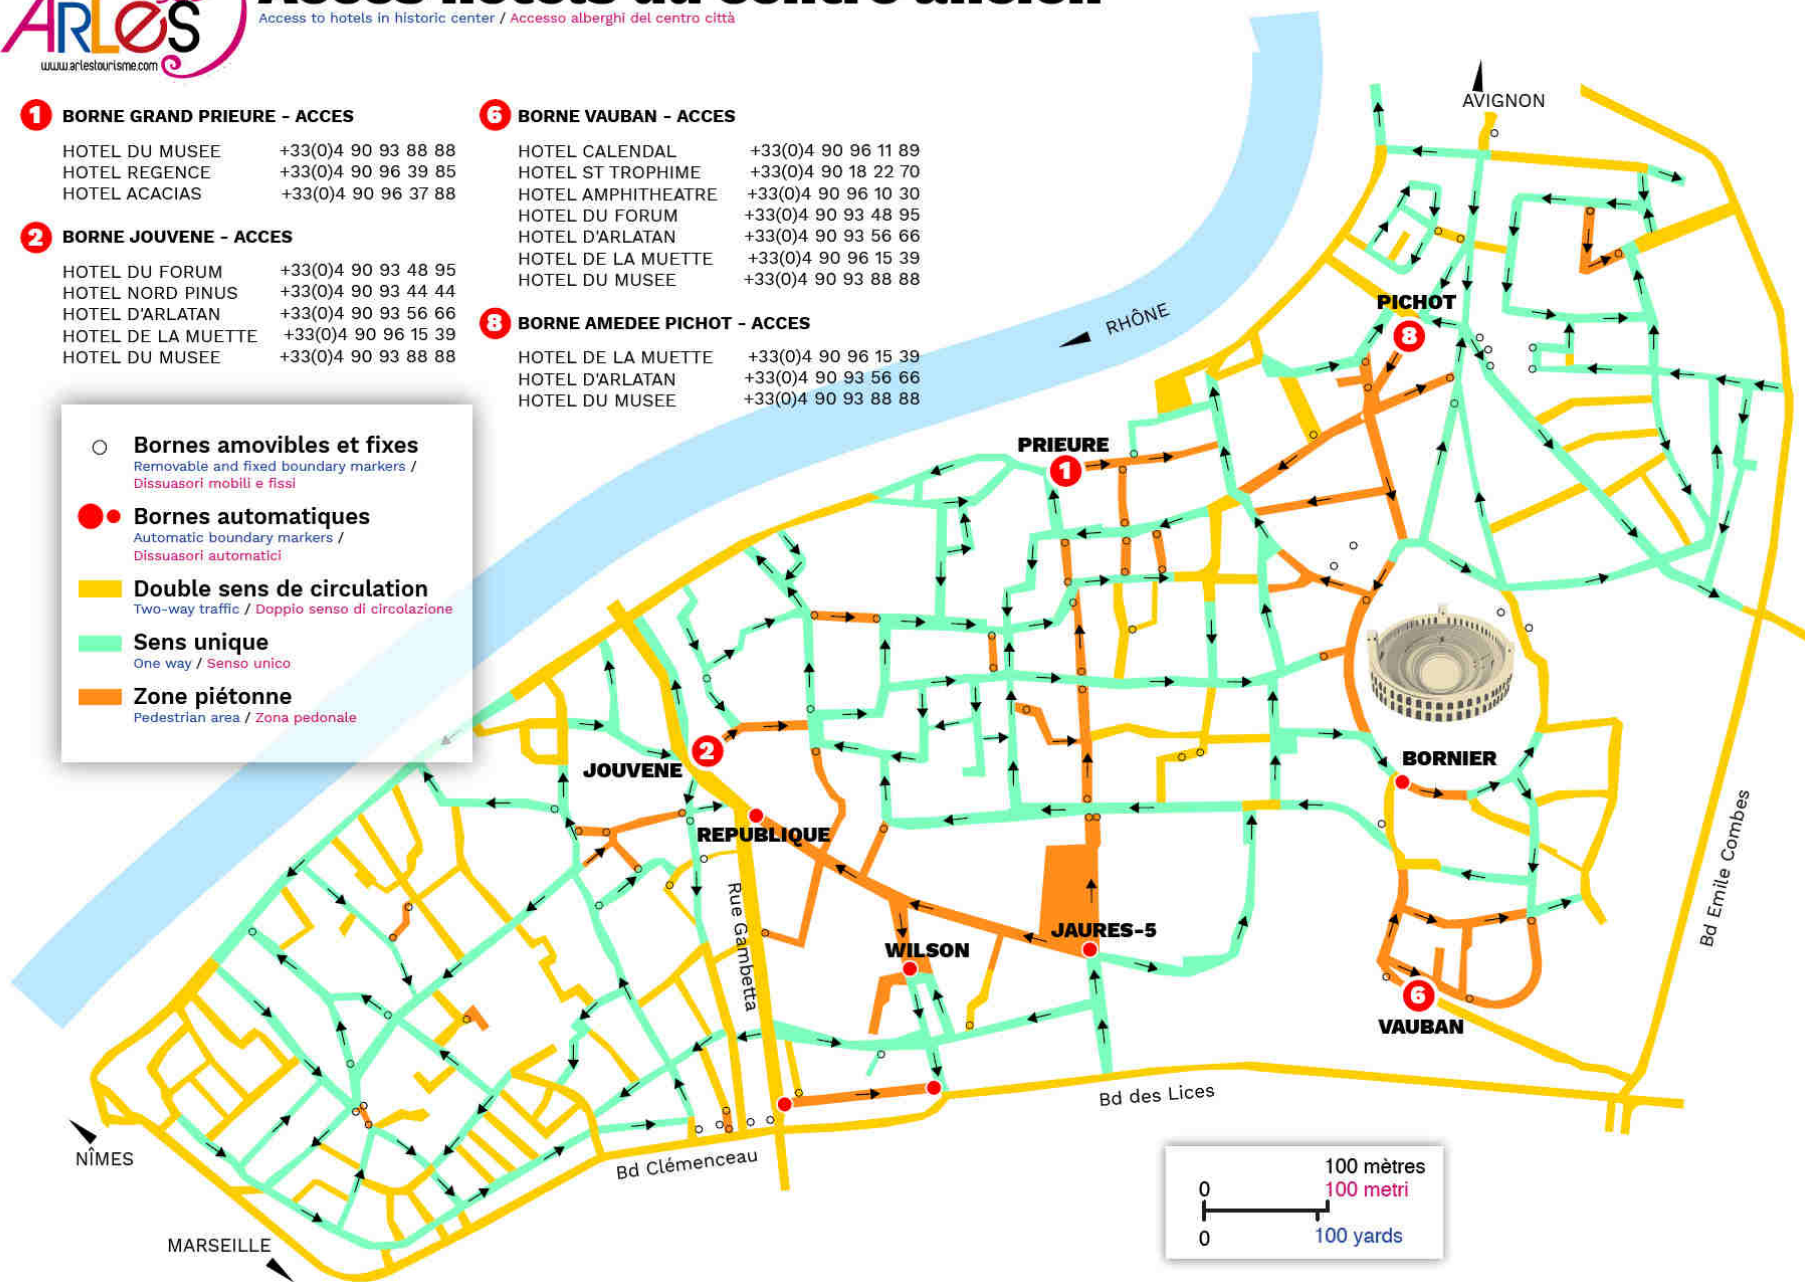 ARLES
www.arlestourisme.com
Accès hôtels au centre ancien
Access to hotels in historic center / Accesso alberghi del centro città
1 BORNE GRAND PRIEURE - ACCES
HOTEL DU MUSEE +33(0)4 90 93 88 88
HOTEL REGENCE +33(0)4 90 96 39 85
HOTEL ACACIAS +33(0)4 90 96 37 88
2 BORNE JOUVENE - ACCES
HOTEL DU FORUM +33(0)4 90 93 48 95
HOTEL NORD PINUS +33(0)4 90 93 44 44
HOTEL D'ARLATAN +33(0)4 90 93 56 66
HOTEL DE LA MUETTE +33(0)4 90 96 15 39
HOTEL DU MUSEE +33(0)4 90 93 88 88
6 BORNE VAUBAN - ACCES
HOTEL CALENDAL +33(0)4 90 96 11 89
HOTEL ST TROPHIME +33(0)4 90 18 22 70
HOTEL AMPHITHEATRE +33(0)4 90 96 10 30
HOTEL DU FORUM +33(0)4 90 93 48 95
HOTEL D'ARLATAN +33(0)4 90 93 56 66
HOTEL DE LA MUETTE +33(0)4 90 96 15 39
HOTEL DU MUSEE +33(0)4 90 93 88 88
8 BORNE AMEDEE PICHOT - ACCES
HOTEL DE LA MUETTE +33(0)4 90 96 15 39
HOTEL D'ARLATAN +33(0)4 90 93 56 66
HOTEL DU MUSEE +33(0)4 90 93 88 88
Bornes amovibles et fixes
Removable and fixed boundary markers /
Dissuasori mobili e fissi
Bornes automatiques
Automatic boundary markers /
Dissuasori automatici
Double sens de circulation
Two-way traffic / Doppio senso di circolazione
Sens unique
One way / Senso unico
Zone piétonne
Pedestrian area / Zona pedonale
AVIGNON
RHÔNE
PICHOT
8
PRIEURE
1
2
JOUVENE
BORNIER
REPUBLIQUE
Rue Gambetta
Bd Emile Combes
JAURES-5
WILSON
6
VAUBAN
Bd des Lices
NÎMES
Bd Clémenceau
MARSEILLE
100 mètres
0 100 metri
0 100 yards